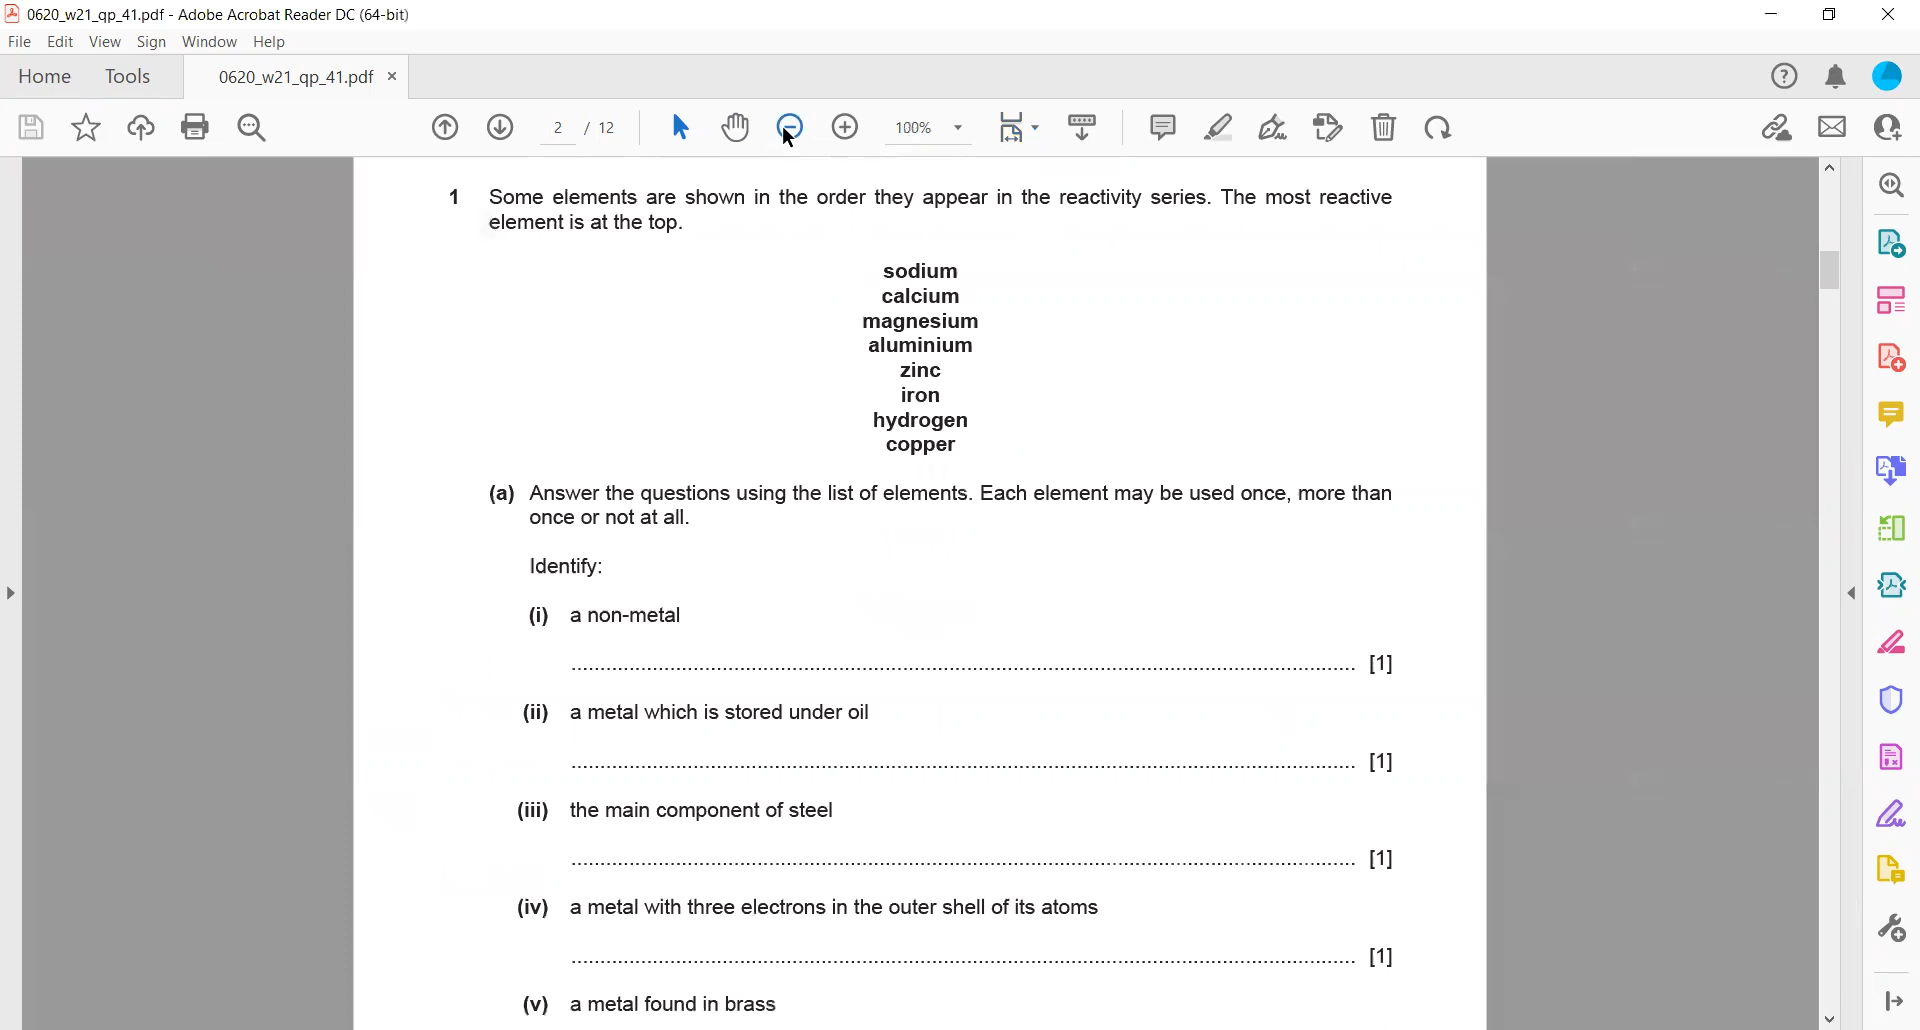 0620_w21_qp_41.pdf - Adobe Acrobat Reader DC (64-bit)
File Edit View Sign Window Help
Home Tools 0620_w21_qp_41.pdf ×
2 / 12 100%
1 Some elements are shown in the order they appear in the reactivity series. The most reactive
element is at the top.
sodium
calcium
magnesium
aluminium
zinc
iron
hydrogen
copper
(a) Answer the questions using the list of elements. Each element may be used once, more than
once or not at all.
Identify:
(i) a non-metal
................................................................................................................................ [1]
(ii) a metal which is stored under oil
................................................................................................................................ [1]
(iii) the main component of steel
................................................................................................................................ [1]
(iv) a metal with three electrons in the outer shell of its atoms
................................................................................................................................ [1]
(v) a metal found in brass